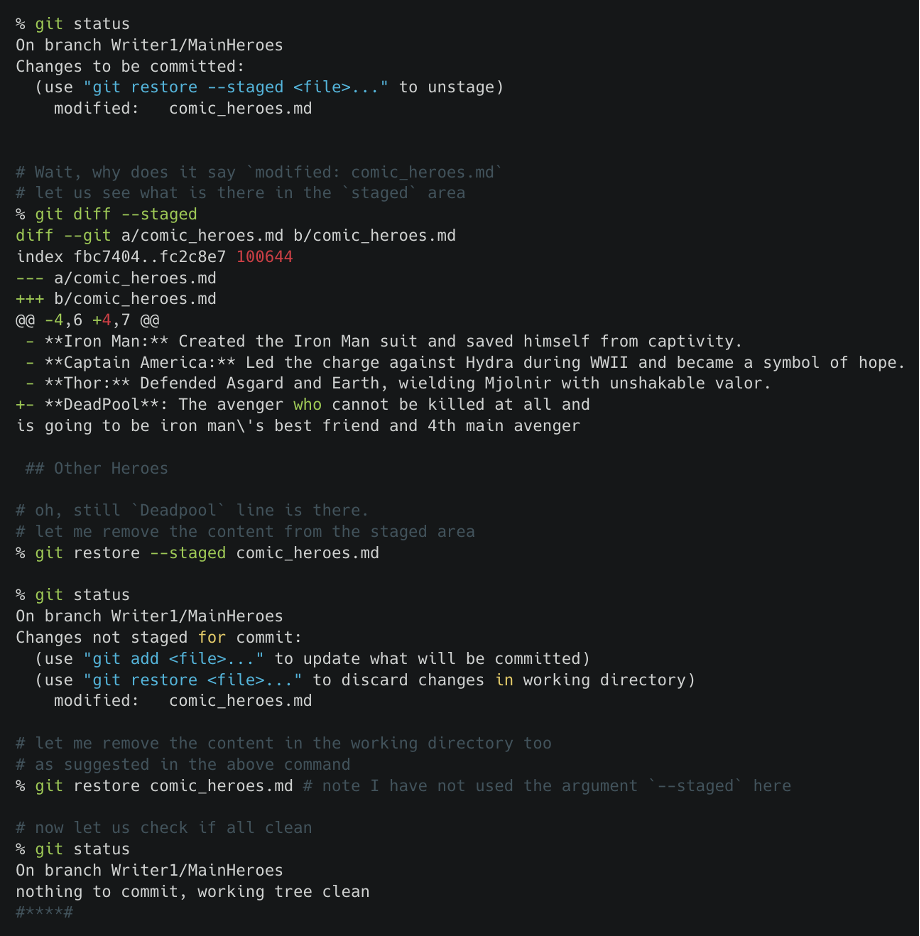 % git status
On branch Writer1/MainHeroes
Changes to be committed:
  (use "git restore --staged <file>..." to unstage)
    modified:   comic_heroes.md

# Wait, why does it say `modified: comic_heroes.md`
# let us see what is there in the `staged` area
% git diff --staged
diff --git a/comic_heroes.md b/comic_heroes.md
index fbc7404..fc2c8e7 100644
--- a/comic_heroes.md
+++ b/comic_heroes.md
@@ -4,6 +4,7 @@
 - **Iron Man:** Created the Iron Man suit and saved himself from captivity.
 - **Captain America:** Led the charge against Hydra during WWII and became a symbol of hope.
 - **Thor:** Defended Asgard and Earth, wielding Mjolnir with unshakable valor.
+- **DeadPool**: The avenger who cannot be killed at all and
is going to be iron man\'s best friend and 4th main avenger

 ## Other Heroes

# oh, still `Deadpool` line is there.
# let me remove the content from the staged area
% git restore --staged comic_heroes.md

% git status
On branch Writer1/MainHeroes
Changes not staged for commit:
  (use "git add <file>..." to update what will be committed)
  (use "git restore <file>..." to discard changes in working directory)
    modified:   comic_heroes.md

# let me remove the content in the working directory too
# as suggested in the above command
% git restore comic_heroes.md # note I have not used the argument `--staged` here

# now let us check if all clean
% git status
On branch Writer1/MainHeroes
nothing to commit, working tree clean
#****#